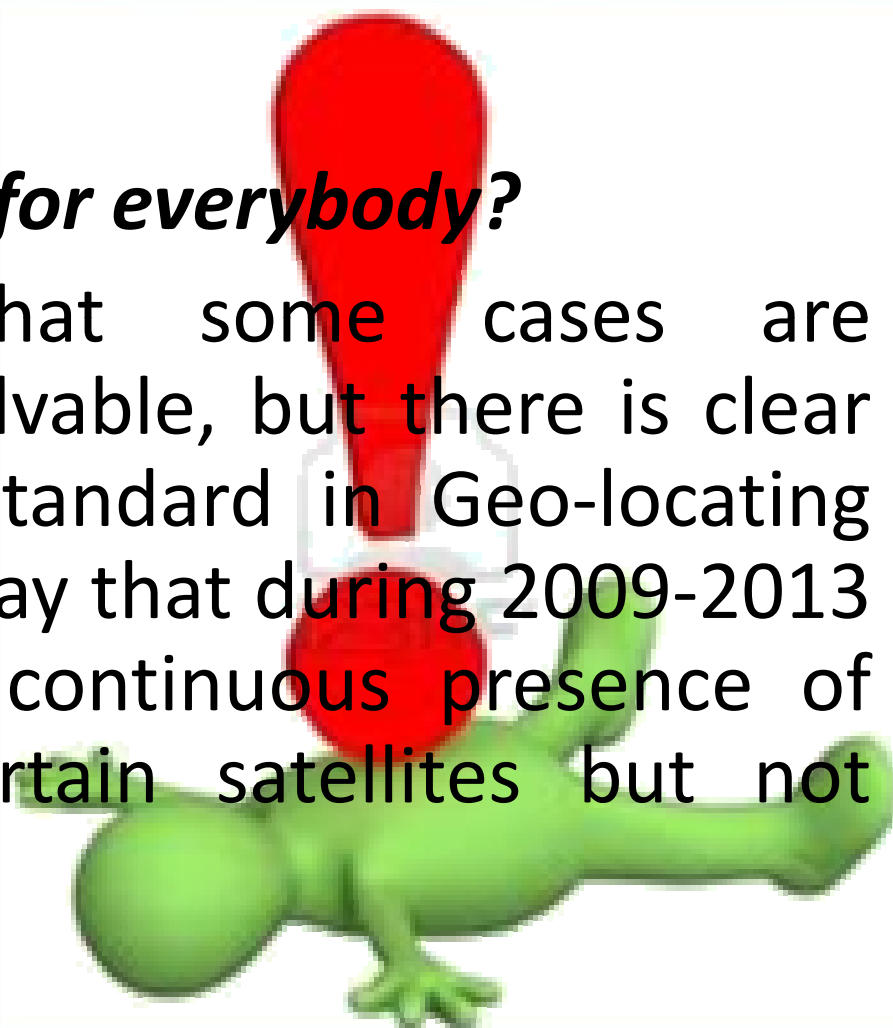 for everybody?
hat some cases are
lvable, but there is clear
tandard in Geo-locating
ay that during 2009-2013
continuous presence of
rtain satellites but not